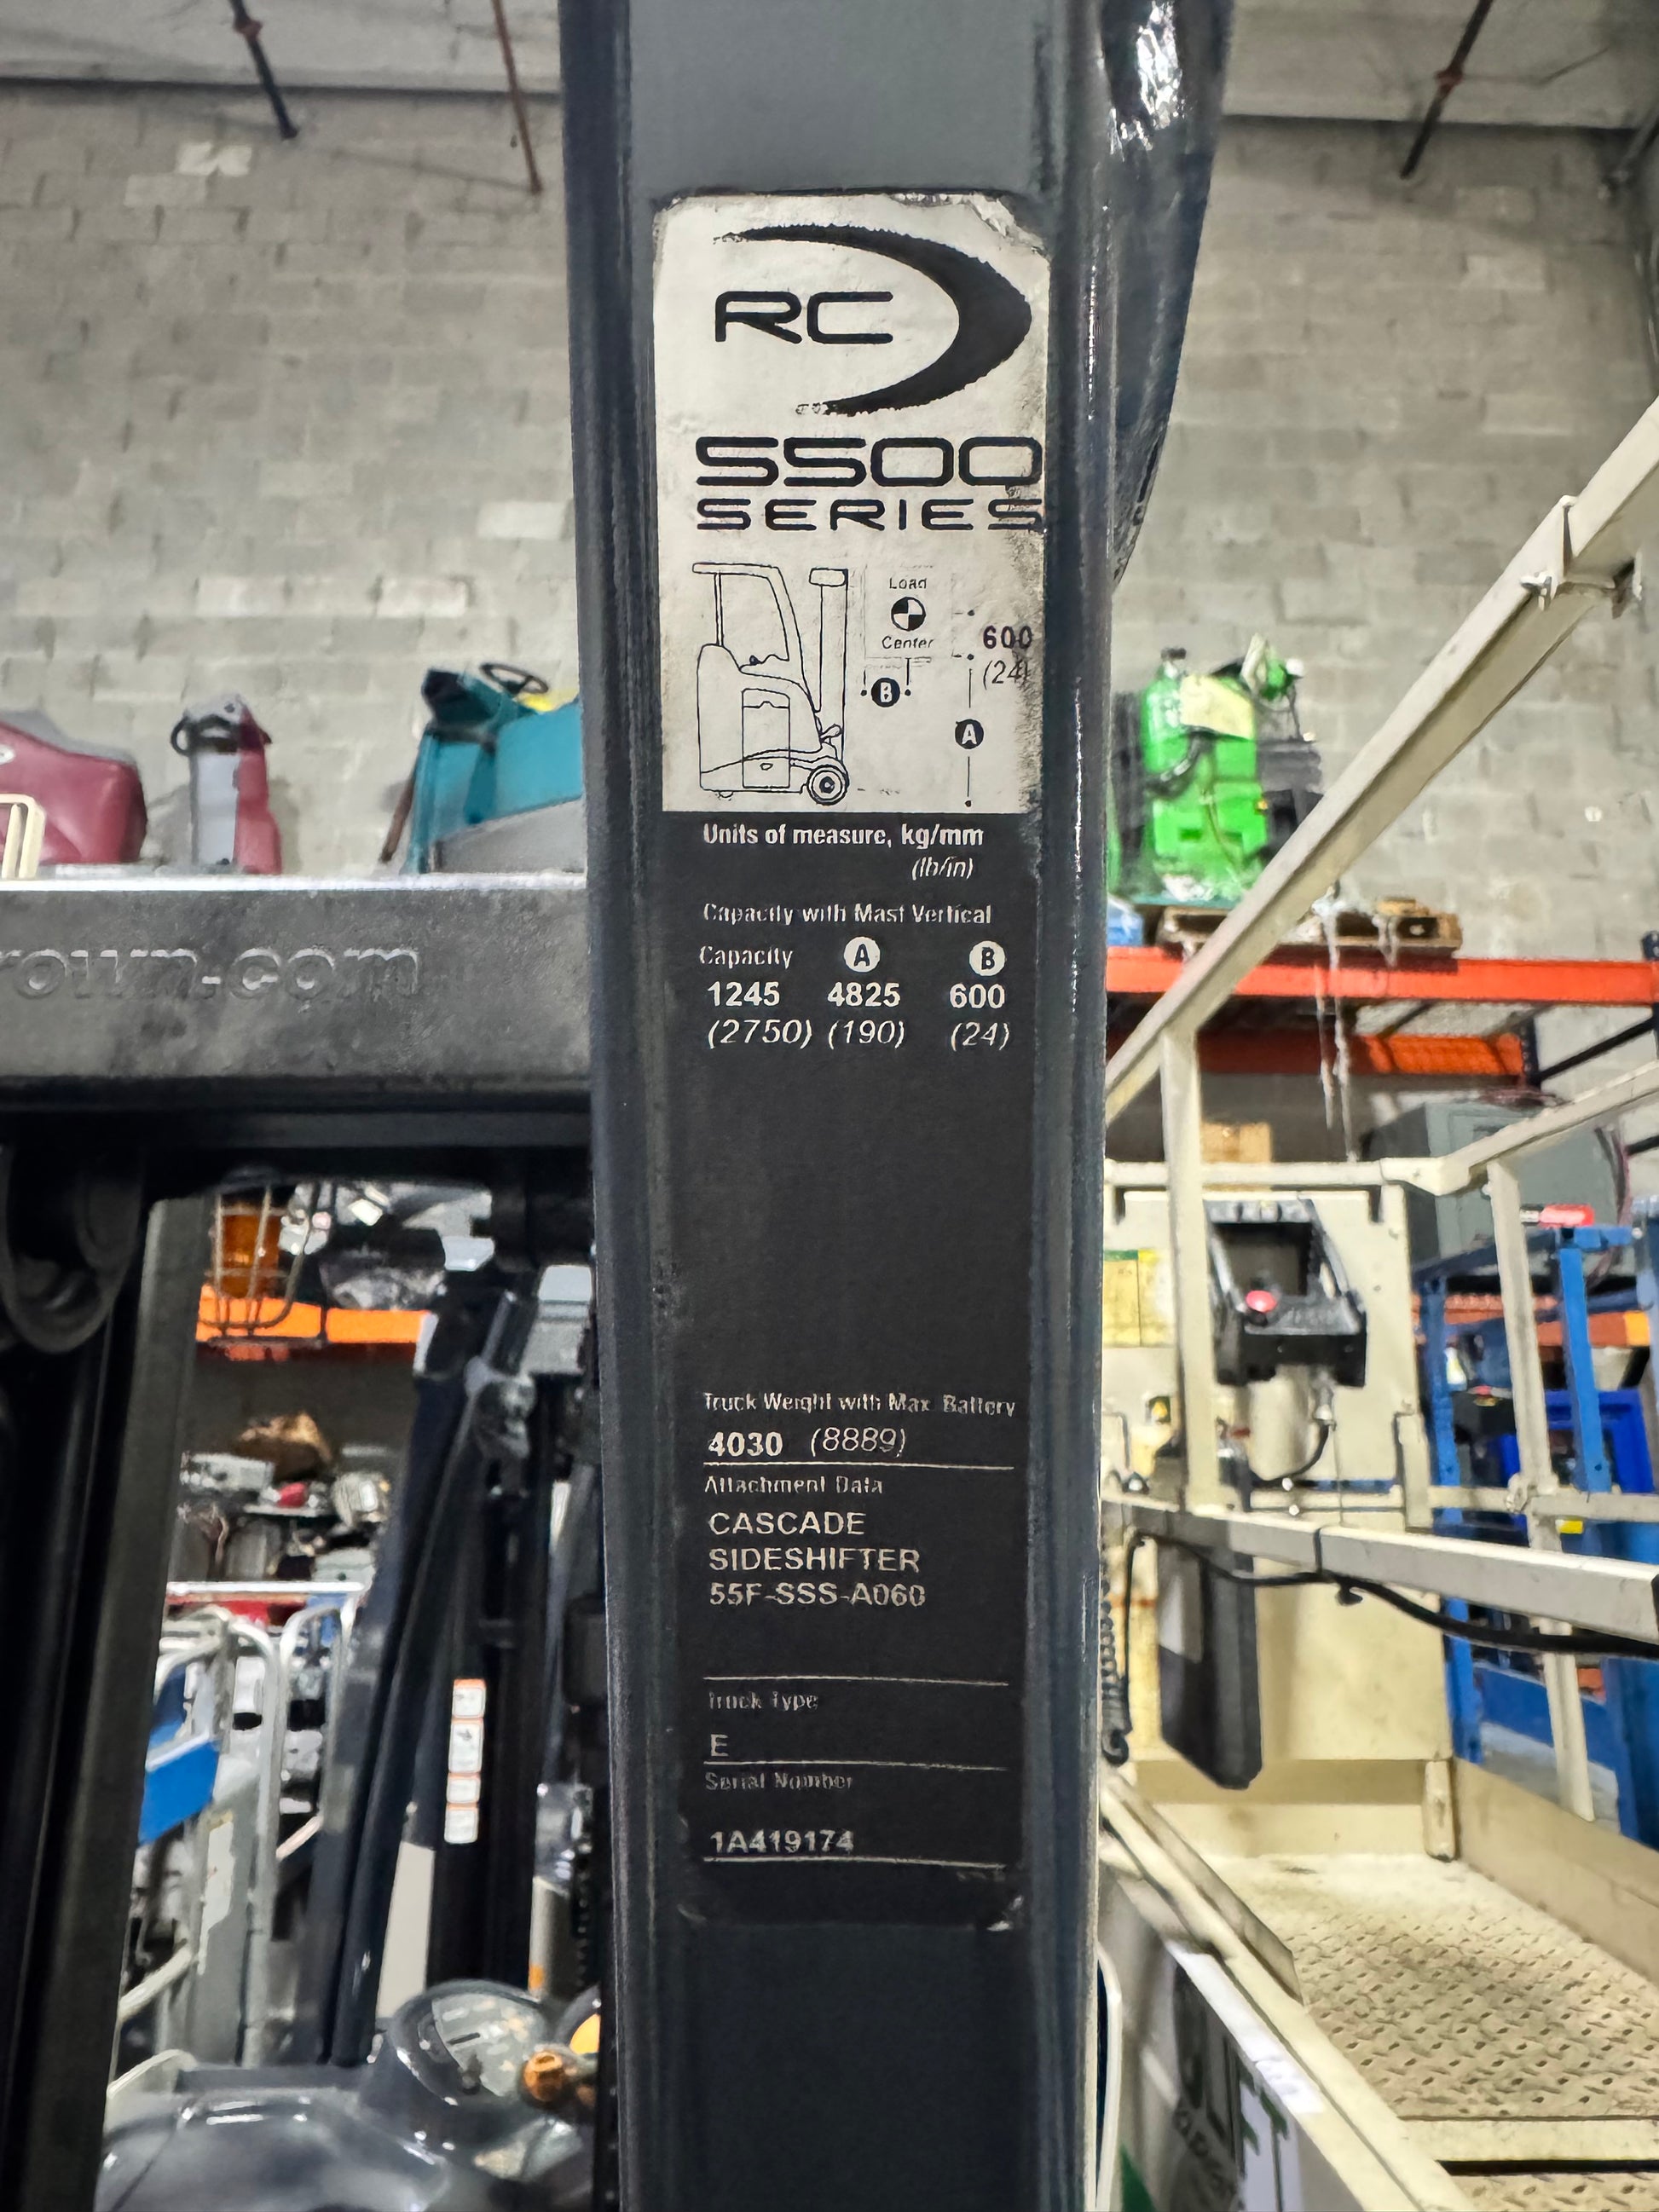 RC
5500
SERIES
Load
Center
600
(24)
B
A
Units of measure, kg/mm
(lb/in)
Capacity with Mast Vertical
Capacity A B
1245 4825 600
(2750) (190) (24)
rown.com
Truck Weight with Max Battery
4030 (8889)
Attachment Data
CASCADE
SIDESHIFTER
55F-SSS-A060
Truck Type
E
Serial Number
1A419174